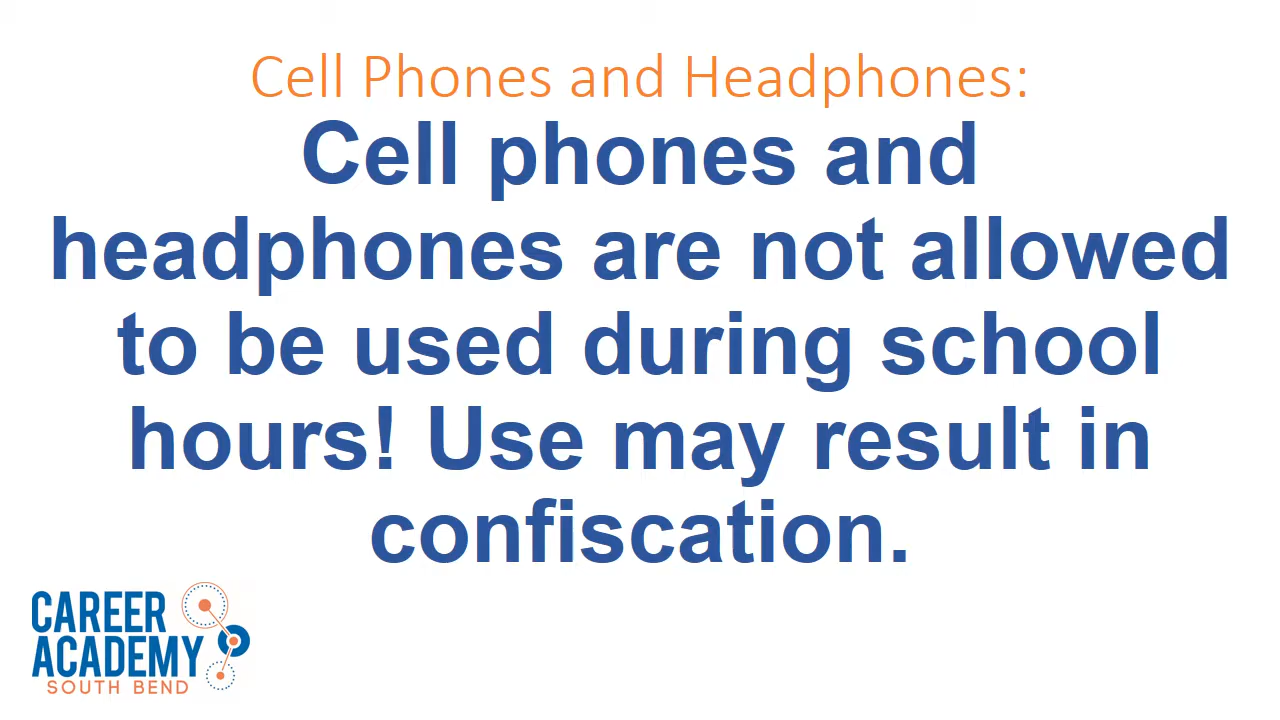 Cell Phones and Headphones:
Cell phones and
headphones are not allowed
to be used during school
hours! Use may result in
confiscation.
CAREER
ACADEMY
SOUTH BEND